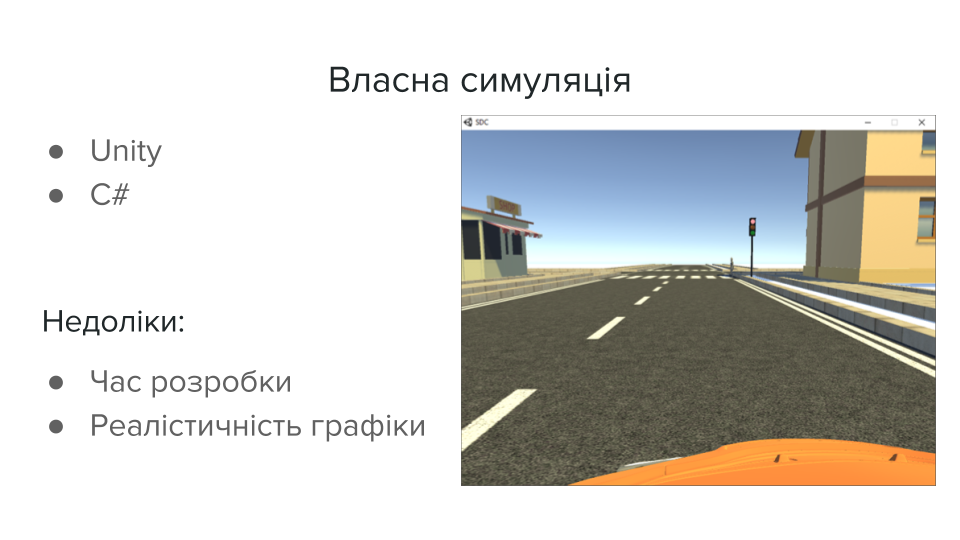 Власна симуляція
Unity
C#
Недоліки:
Час розробки
Реалістичність графіки
SDC